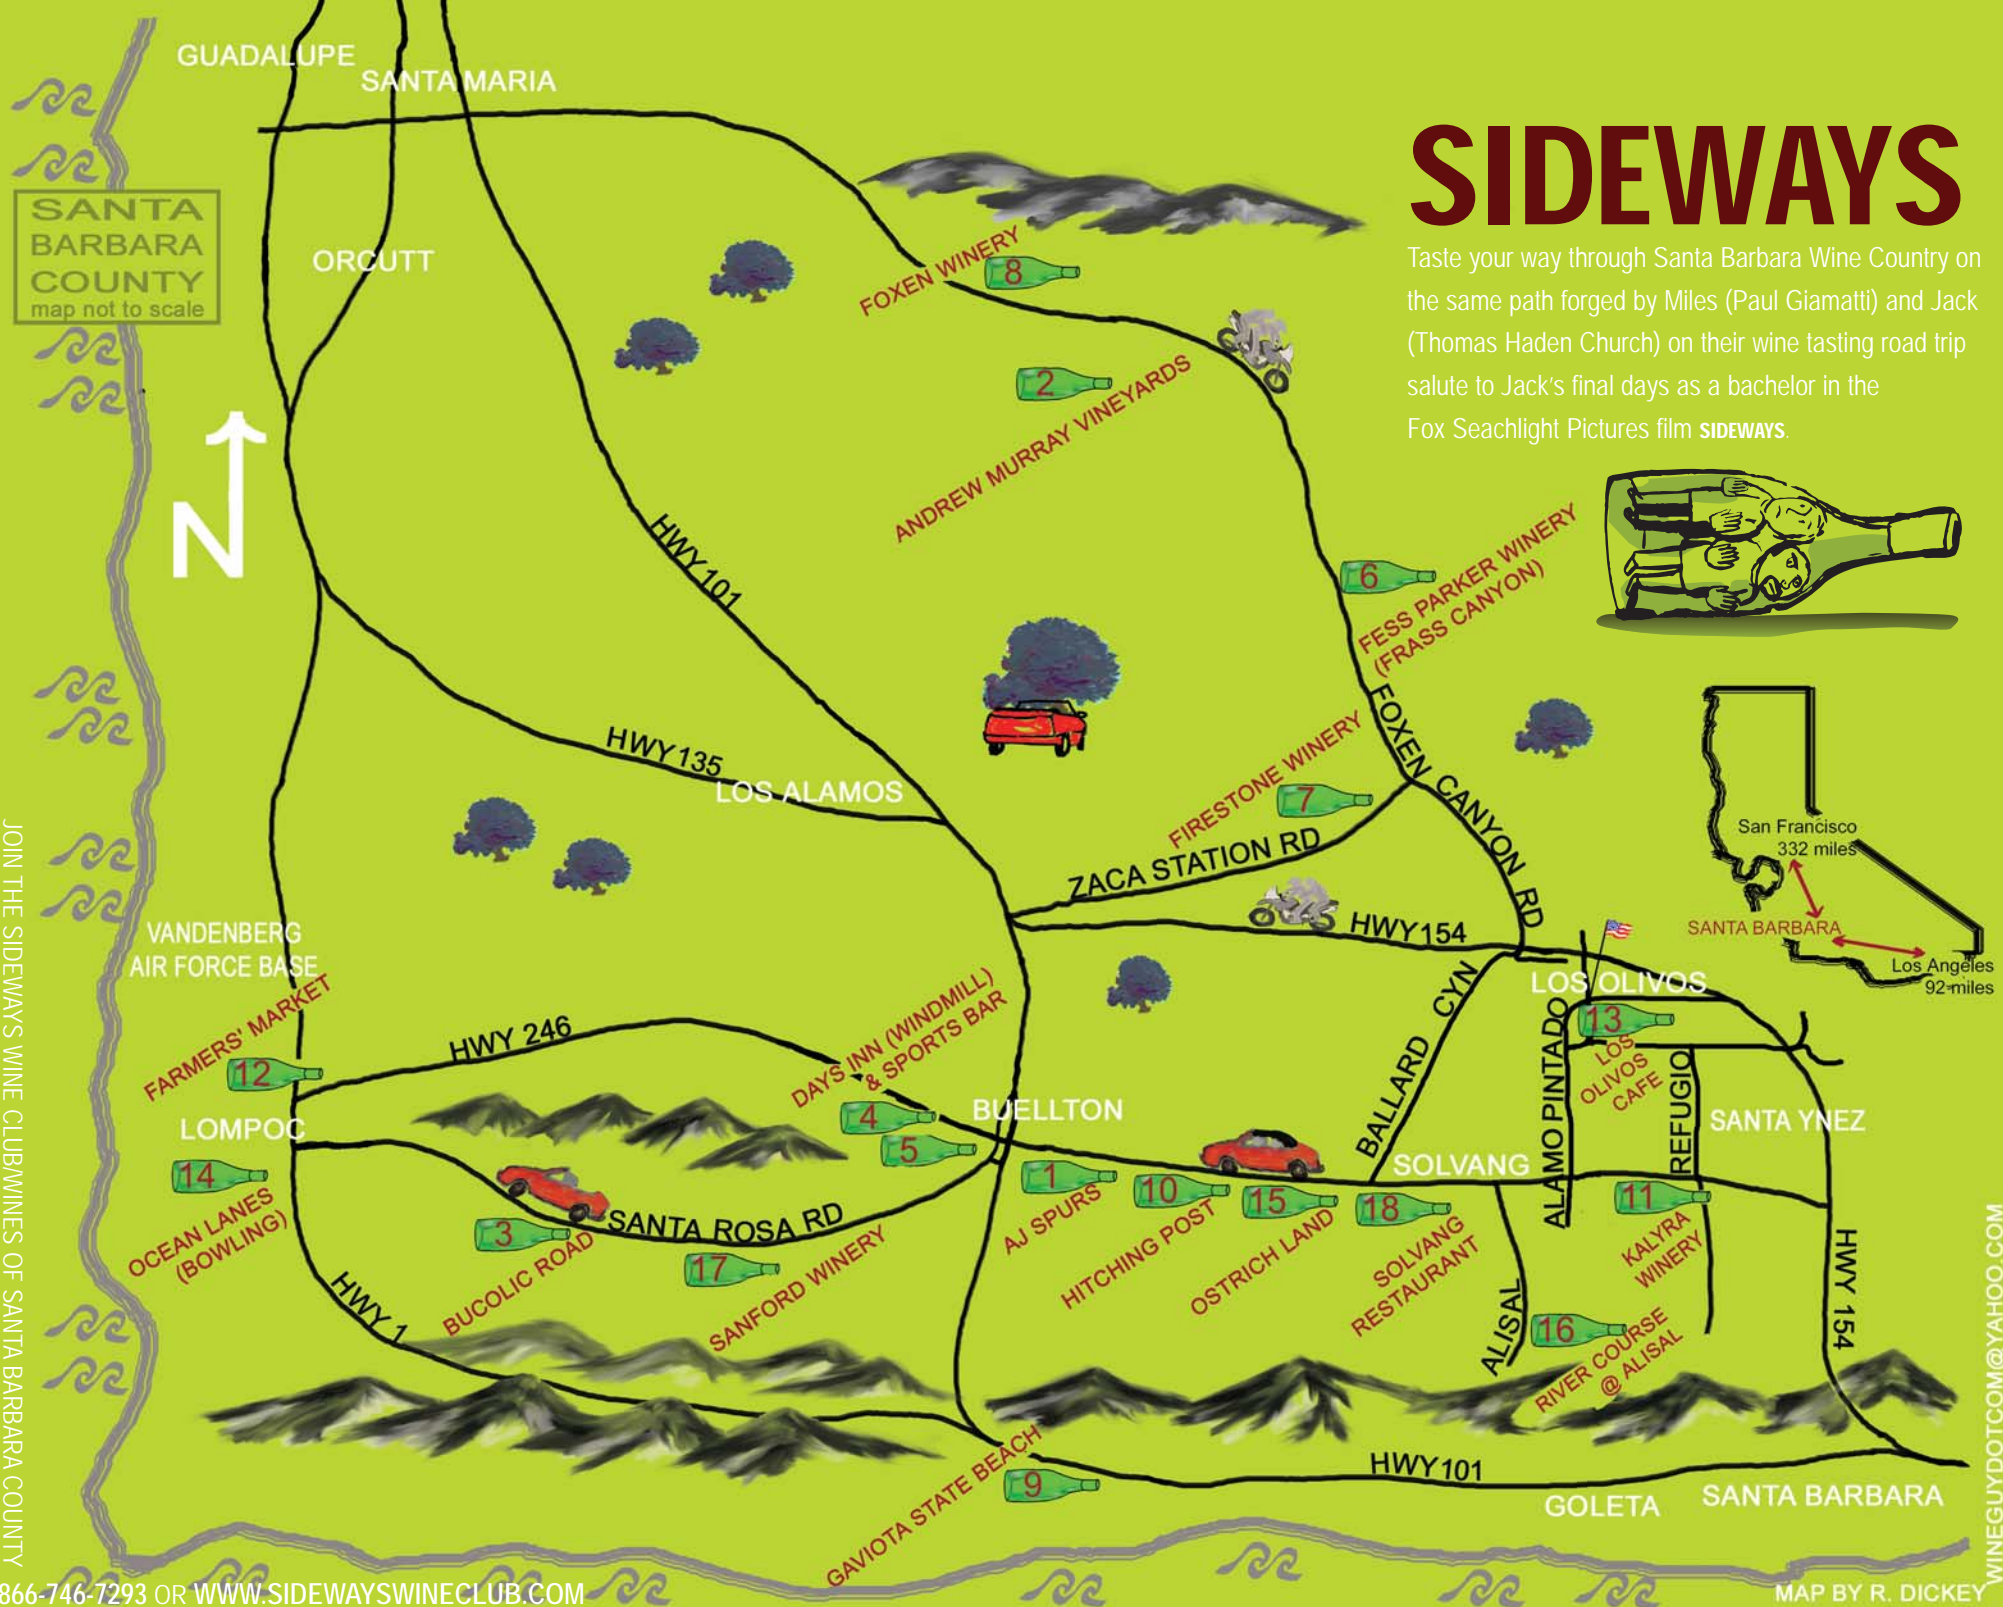 GUADALUPE
SANTA MARIA
SANTA
BARBARA
COUNTY
map not to scale
ORCUTT
N
SIDEWAYS
Taste your way through Santa Barbara Wine Country on
the same path forged by Miles (Paul Giamatti) and Jack
(Thomas Haden Church) on their wine tasting road trip
salute to Jack's final days as a bachelor in the
Fox Seachlight Pictures film SIDEWAYS.
FOXEN WINERY
8
2
ANDREW MURRAY VINEYARDS
HWY 101
6
FESS PARKER WINERY
(FRASS CANYON)
HWY 135
LOS ALAMOS
FOXEN CANYON RD
FIRESTONE WINERY
7
ZACA STATION RD
HWY 154
San Francisco
332 miles
SANTA BARBARA
Los Angeles
92 miles
VANDENBERG
AIR FORCE BASE
FARMERS' MARKET
12
LOMPOC
14
OCEAN LANES
(BOWLING)
HWY 246
DAYS INN (WINDMILL)
& SPORTS BAR
4
5
BUELLTON
BALLARD CYN
LOS OLIVOS
13
LOS
OLIVOS
CAFE
ALAMO PINTADO
REFUGIO
SANTA YNEZ
SOLVANG
3
BUCOLIC ROAD
SANTA ROSA RD
17
SANFORD WINERY
1
AJ SPURS
10
HITCHING POST
15
OSTRICH LAND
18
SOLVANG
RESTAURANT
11
KALYRA
WINERY
ALISAL
16
RIVER COURSE
@ ALISAL
HWY 154
HWY 1
GAVIOTA STATE BEACH
9
HWY 101
GOLETA
SANTA BARBARA
JOIN THE SIDEWAYS WINE CLUB/WINES OF SANTA BARBARA COUNTY
866-746-7293 OR WWW.SIDEWAYSWINECLUB.COM
WINEGUYDOTCOM@YAHOO.COM
MAP BY R. DICKEY